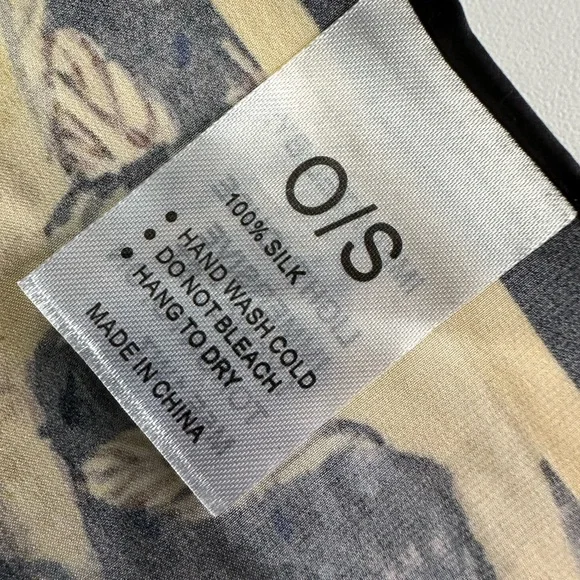 O/S
100% SILK
• HAND WASH COLD
• DO NOT BLEACH
• HANG TO DRY
MADE IN CHINA